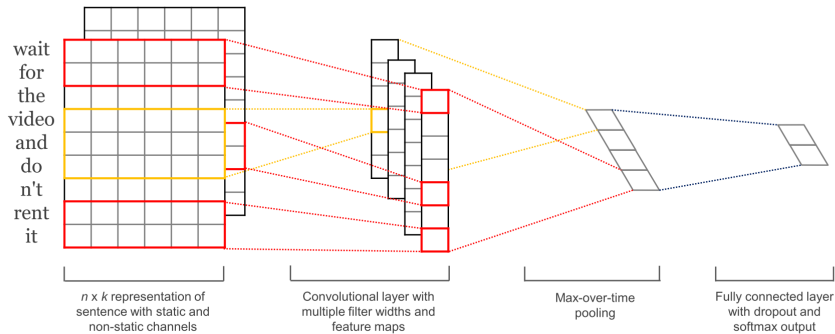 wait
for
the
video
and
do
n't
rent
it
n x k representation of
sentence with static and
non-static channels
Convolutional layer with
multiple filter widths and
feature maps
Max-over-time
pooling
Fully connected layer
with dropout and
softmax output